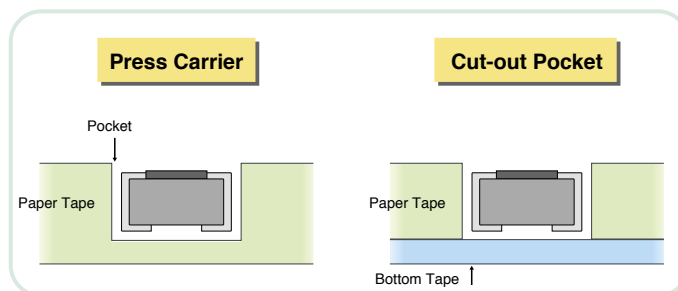 Press Carrier
Cut-out Pocket
Pocket
Paper Tape
Paper Tape
Bottom Tape